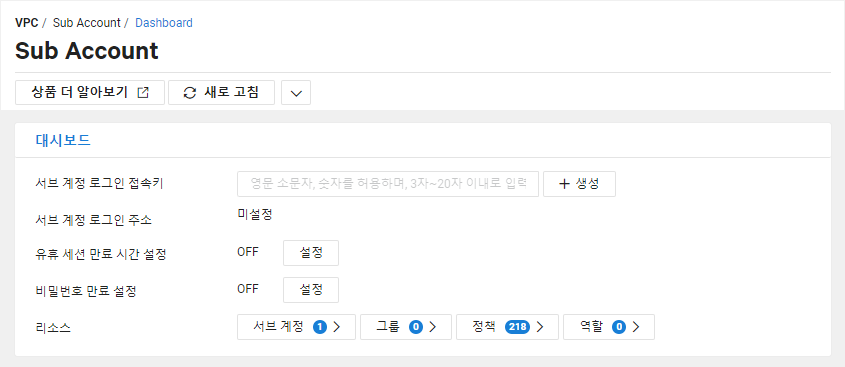 VPC / Sub Account / Dashboard
Sub Account
상품 더 알아보기 새로 고침
대시보드
서브 계정 로그인 접속키 영문 소문자, 숫자를 허용하며, 3자~20자 이내로 입력 + 생성
서브 계정 로그인 주소 미설정
유휴 세션 만료 시간 설정 OFF 설정
비밀번호 만료 설정 OFF 설정
리소스 서브 계정 1 그룹 0 정책 218 역할 0